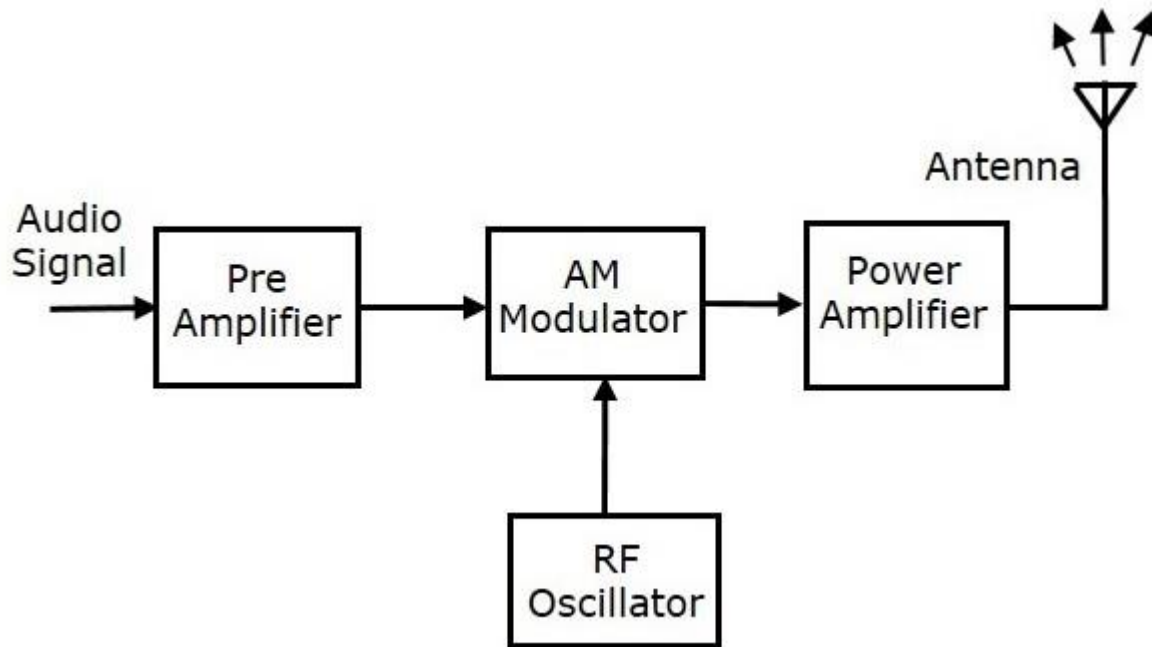 Antenna
Audio
Signal
Pre
Amplifier
AM
Modulator
Power
Amplifier
RF
Oscillator